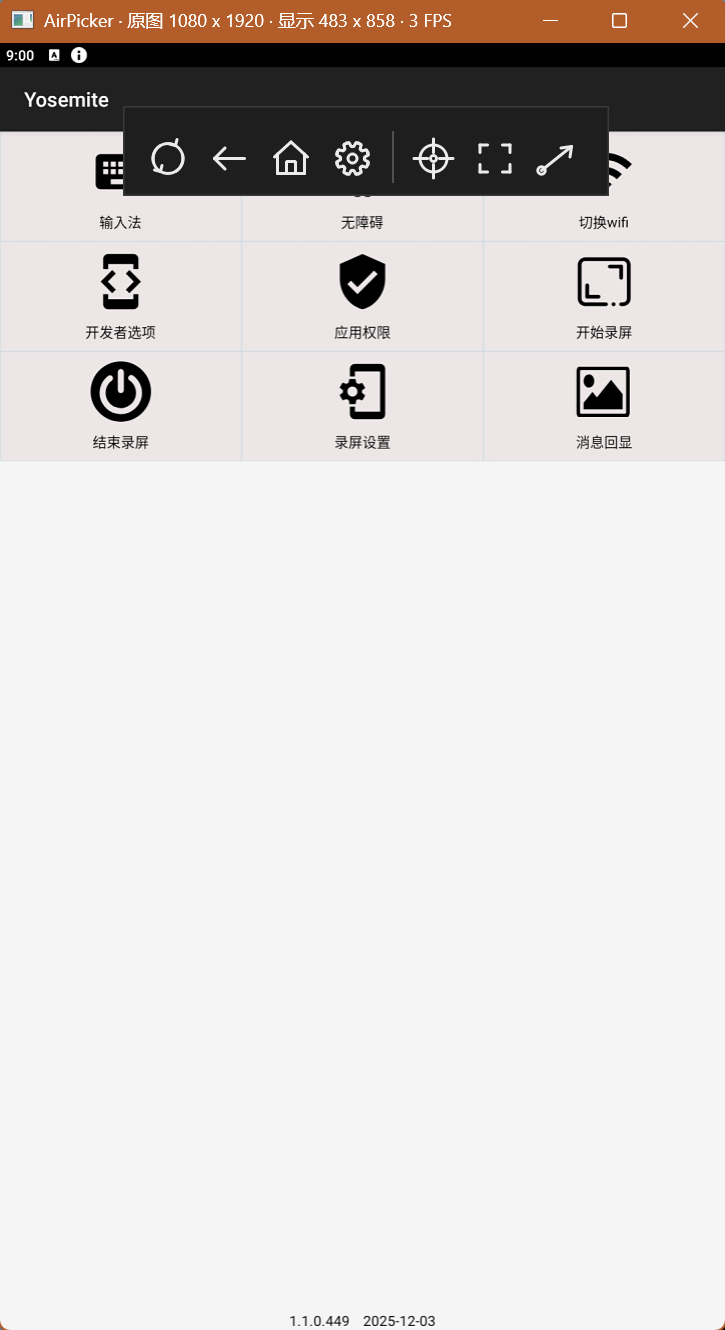 AirPicker · 原图 1080 x 1920 · 显示 483 x 858 · 3 FPS
9:00 A
Yosemite
输入法 无障碍 切换wifi
开发者选项 应用权限 开始录屏
结束录屏 录屏设置 消息回显
1.1.0.449 2025-12-03